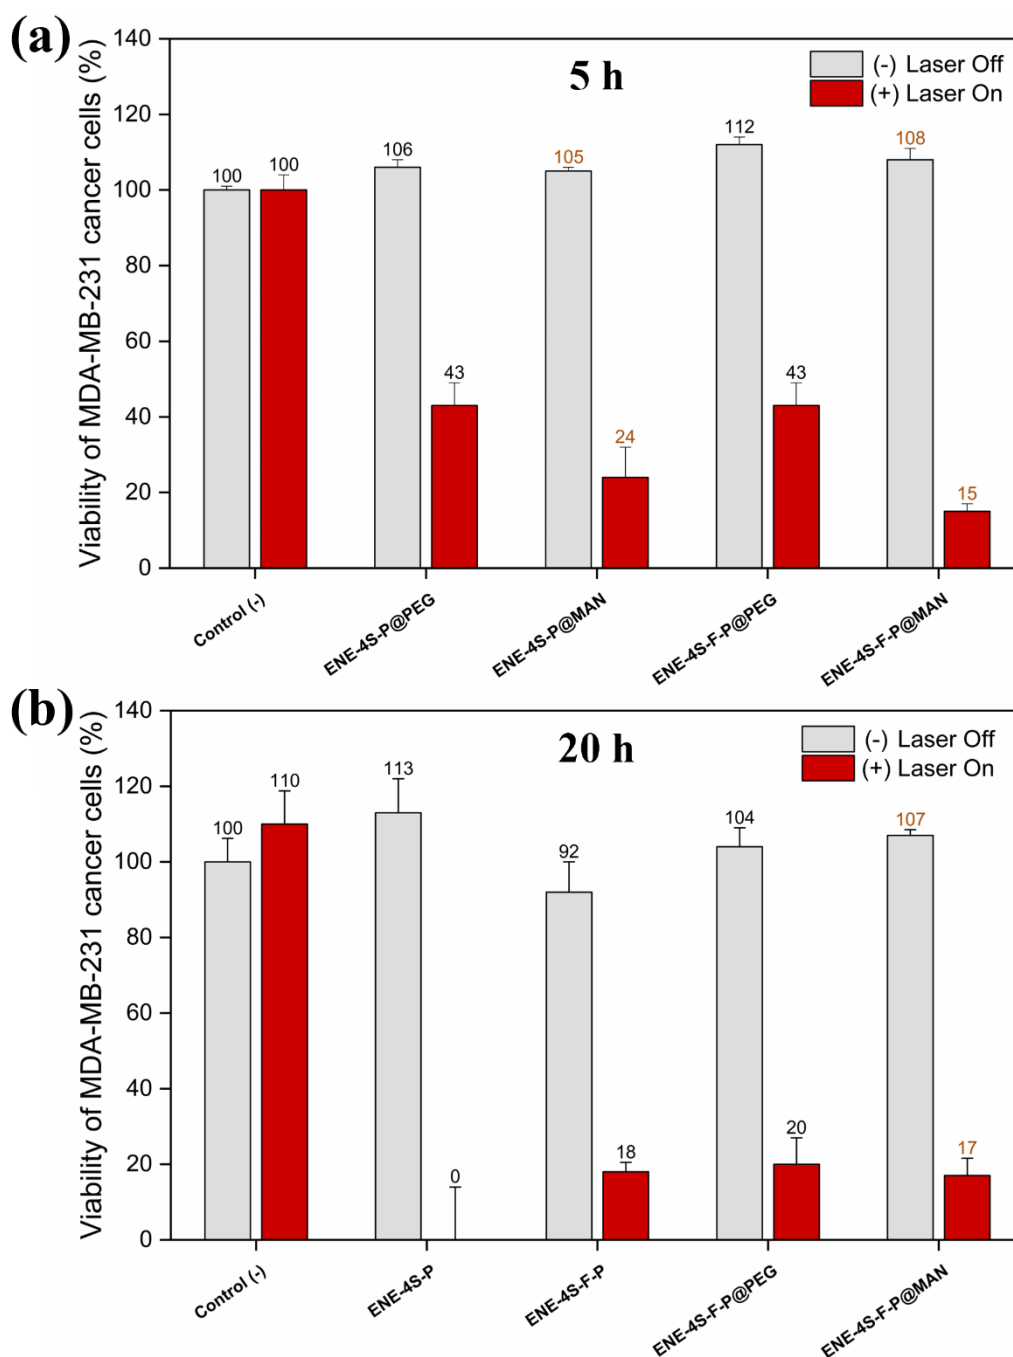 (a)
Viability of MDA-MB-231 cancer cells (%)
140
120
100
80
60
40
20
0
5 h
(-) Laser Off
(+) Laser On
100
100
106
43
105
24
112
43
108
15
Control (-)
ENE-4S-P@PEG
ENE-4S-P@MAN
ENE-4S-F-P@PEG
ENE-4S-F-P@MAN
(b)
Viability of MDA-MB-231 cancer cells (%)
140
120
100
80
60
40
20
0
20 h
(-) Laser Off
(+) Laser On
100
110
113
0
92
18
104
20
107
17
Control (-)
ENE-4S-P
ENE-4S-F-P
ENE-4S-F-P@PEG
ENE-4S-F-P@MAN